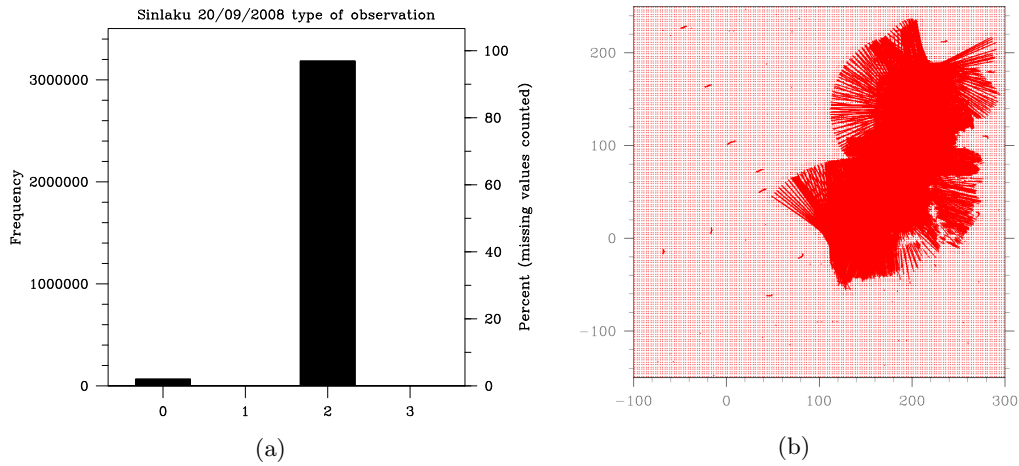 Sinlaku 20/09/2008 type of observation
Frequency
3000000
2000000
1000000
0
0 1 2 3
100
80
60
40
20
0
Percent (missing values counted)
(a)
200
100
0
−100
−100 0 100 200 300
(b)